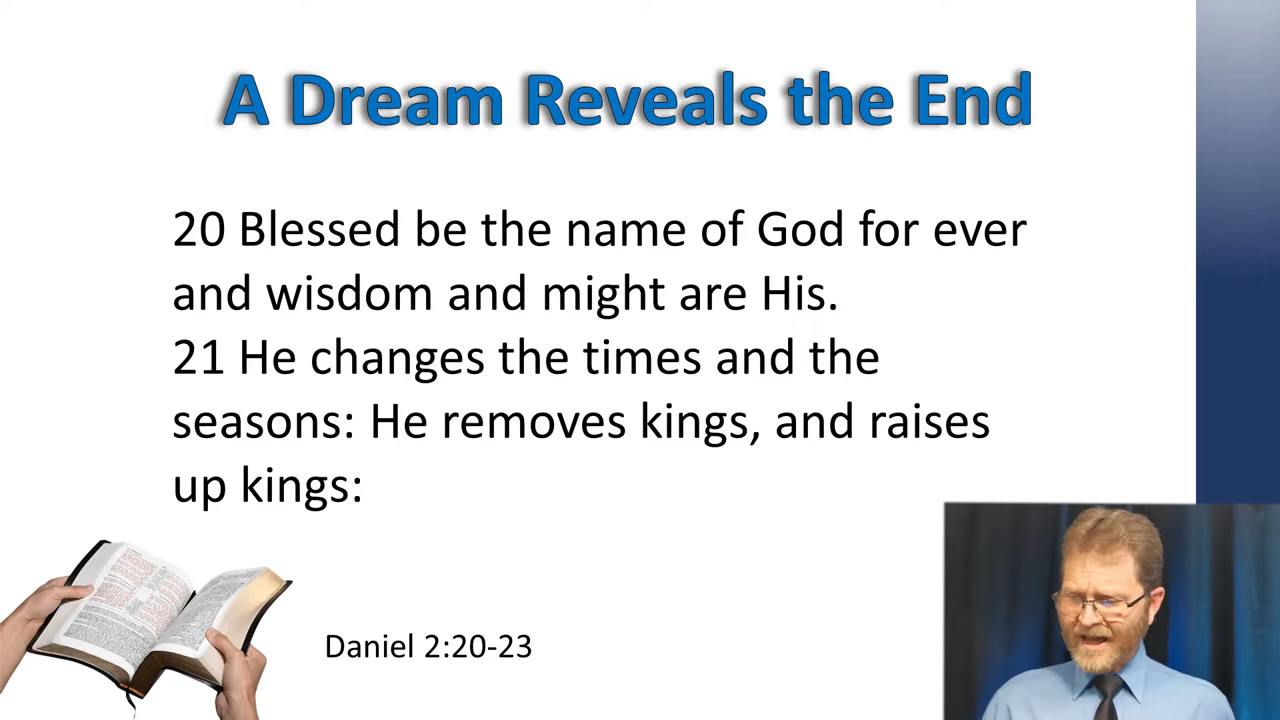 A Dream Reveals the End
20 Blessed be the name of God for ever
and wisdom and might are His.
21 He changes the times and the
seasons: He removes kings, and raises
up kings:
Daniel 2:20-23